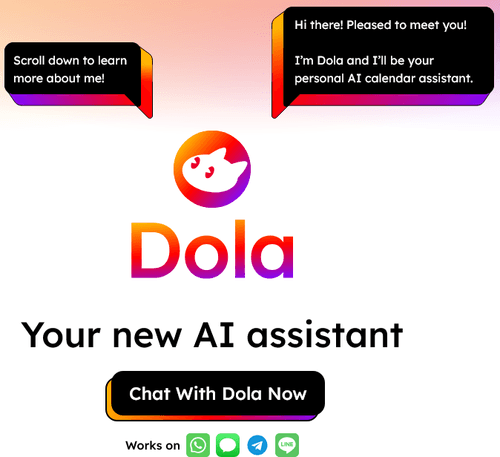 Hi there! Pleased to meet you!
I'm Dola and I'll be your
personal AI calendar assistant.
Scroll down to learn
more about me!
Dola
Your new AI assistant
Chat With Dola Now
Works on
LINE